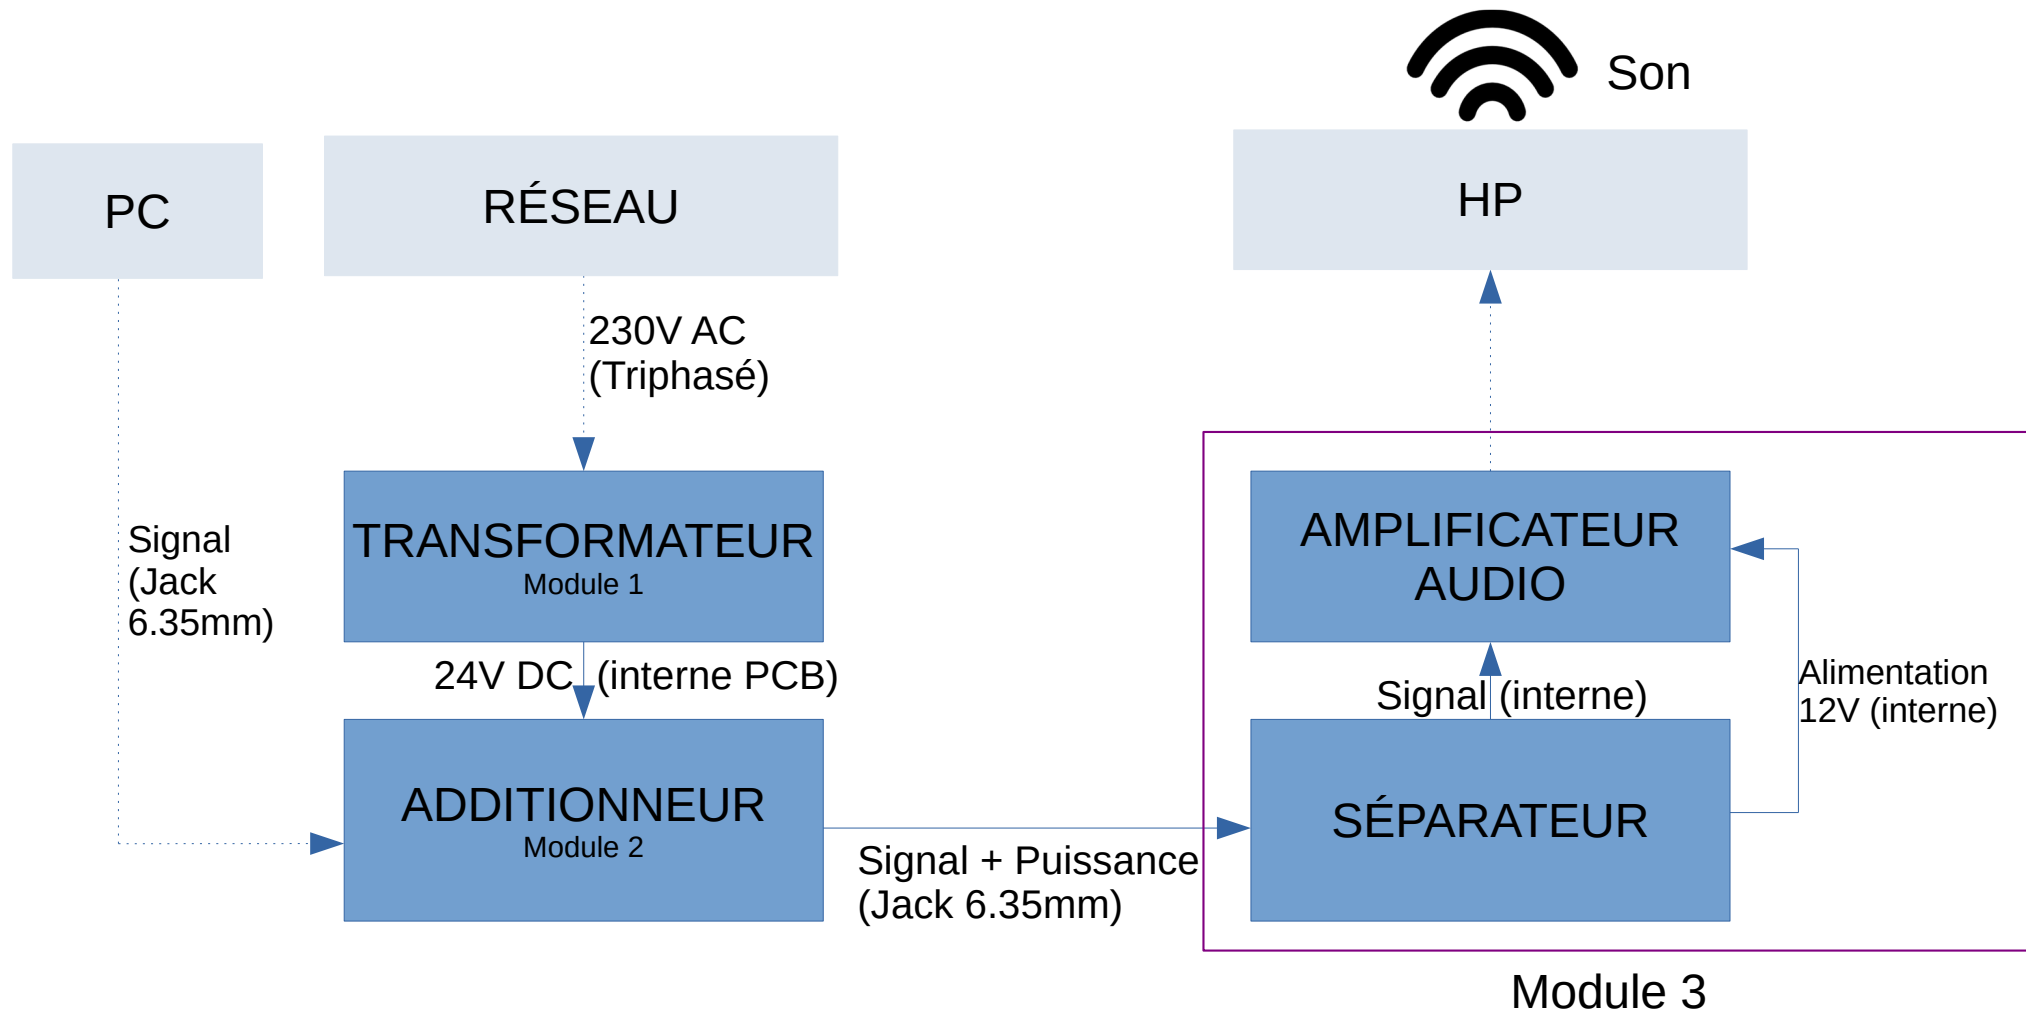 Son
PC
RÉSEAU
HP
230V AC
(Triphasé)
Signal
(Jack
6.35mm)
TRANSFORMATEUR
Module 1
AMPLIFICATEUR
AUDIO
24V DC (interne PCB)
Signal (interne)
Alimentation
12V (interne)
ADDITIONNEUR
Module 2
SÉPARATEUR
Signal + Puissance
(Jack 6.35mm)
Module 3